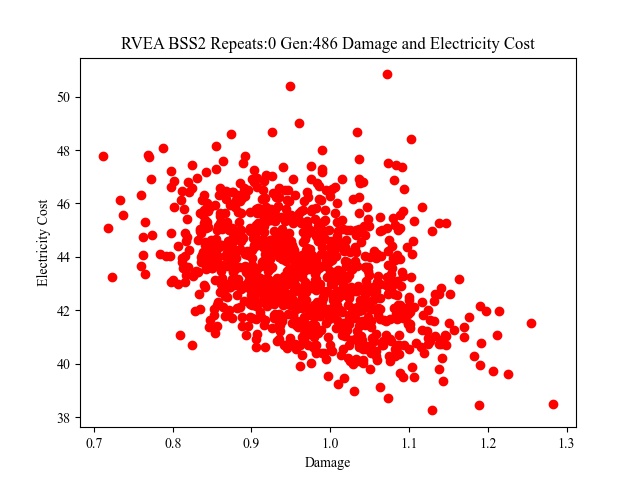 RVEA BSS2 Repeats:0 Gen:486 Damage and Electricity Cost
50
48
46
44
42
40
38
Electricity Cost
0.7 0.8 0.9 1.0 1.1 1.2 1.3
Damage